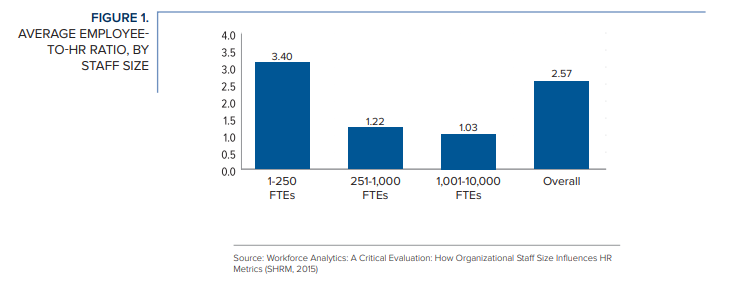 FIGURE 1.
AVERAGE EMPLOYEE-
TO-HR RATIO, BY
STAFF SIZE
4.0
3.5
3.0
2.5
2.0
1.5
1.0
0.5
0.0
3.40
1.22
1.03
2.57
1-250
FTEs
251-1,000
FTEs
1,001-10,000
FTEs
Overall
Source: Workforce Analytics: A Critical Evaluation: How Organizational Staff Size Influences HR
Metrics (SHRM, 2015)